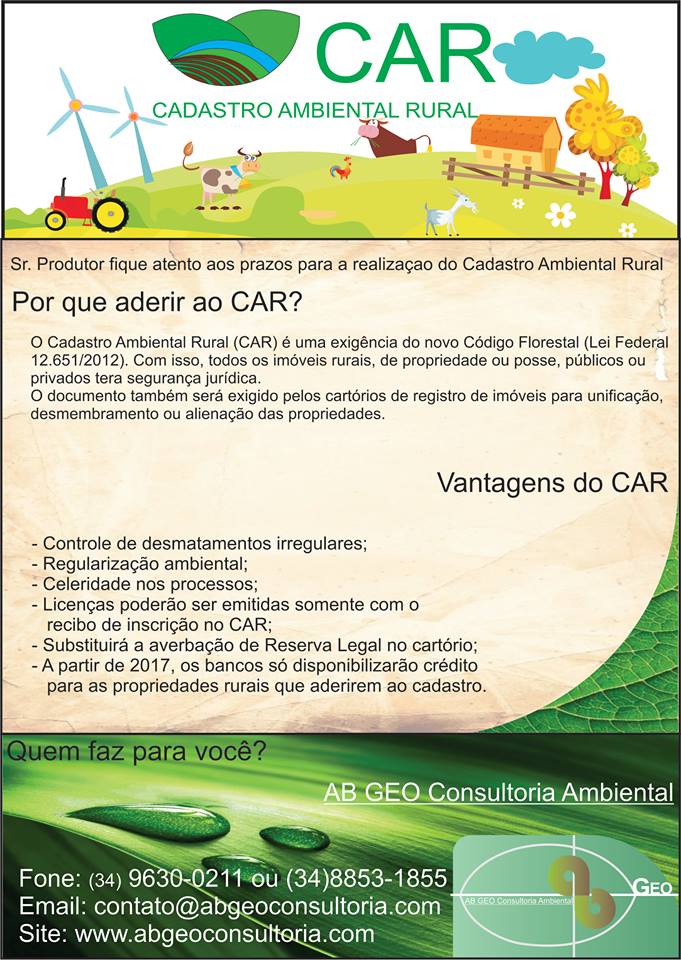 CAR
CADASTRO AMBIENTAL RURAL
Sr. Produtor fique atento aos prazos para a realizaçao do Cadastro Ambiental Rural
Por que aderir ao CAR?
O Cadastro Ambiental Rural (CAR) é uma exigência do novo Código Florestal (Lei Federal
12.651/2012). Com isso, todos os imóveis rurais, de propriedade ou posse, públicos ou
privados tera segurança jurídica.
O documento também será exigido pelos cartórios de registro de imóveis para unificação,
desmembramento ou alienação das propriedades.
Vantagens do CAR
- Controle de desmatamentos irregulares;
- Regularização ambiental;
- Celeridade nos processos;
- Licenças poderão ser emitidas somente com o
recibo de inscrição no CAR;
- Substituirá a averbação de Reserva Legal no cartório;
- A partir de 2017, os bancos só disponibilizarão crédito
para as propriedades rurais que aderirem ao cadastro.
Quem faz para você?
AB GEO Consultoria Ambiental
Fone: (34) 9630-0211 ou (34)8853-1855
Email: contato@abgeoconsultoria.com
Site: www.abgeoconsultoria.com
ab GEO
AB GEO Consultoria Ambiental